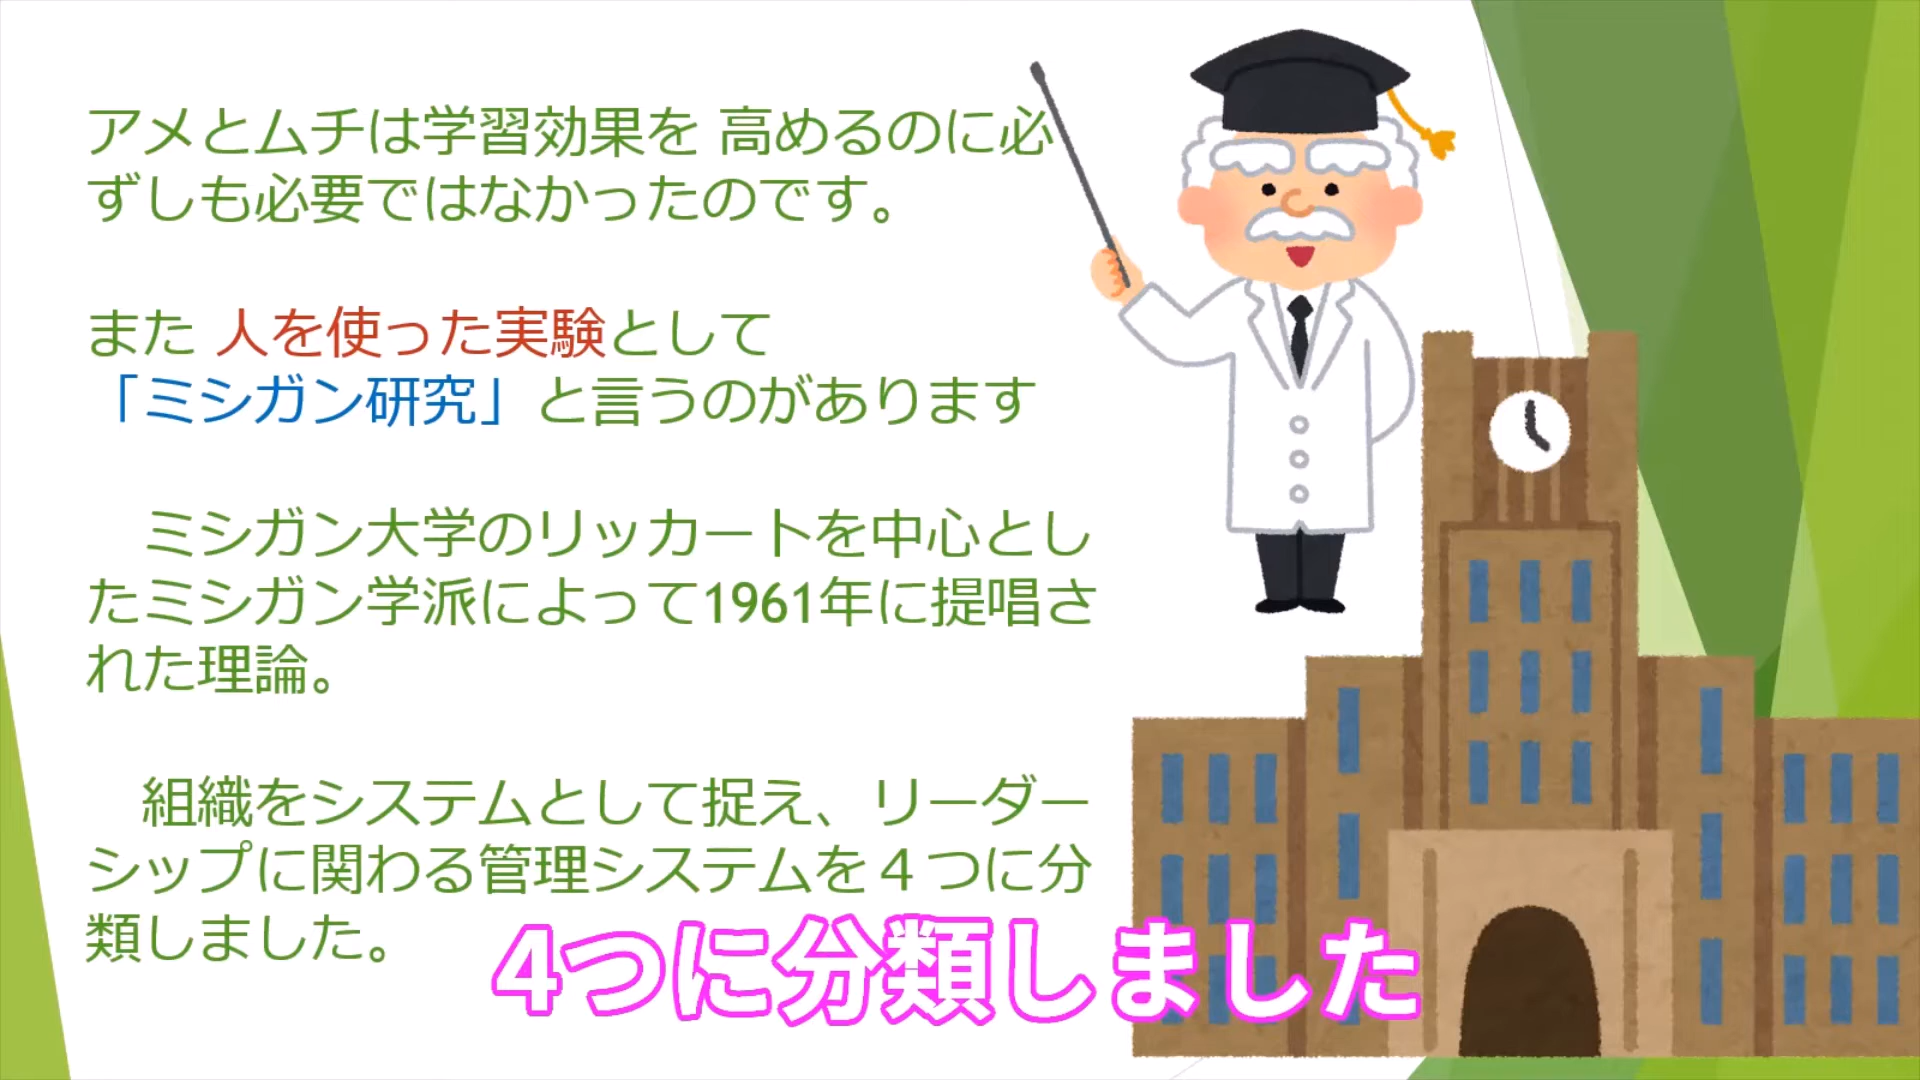 アメとムチは学習効果を 高めるのに必
ずしも必要ではなかったのです。
また 人を使った実験として
「ミシガン研究」と言うのがあります
　ミシガン大学のリッカートを中心とし
たミシガン学派によって1961年に提唱さ
れた理論。
　組織をシステムとして捉え、リーダー
シップに関わる管理システムを４つに分
類しました。
4つに分類しました